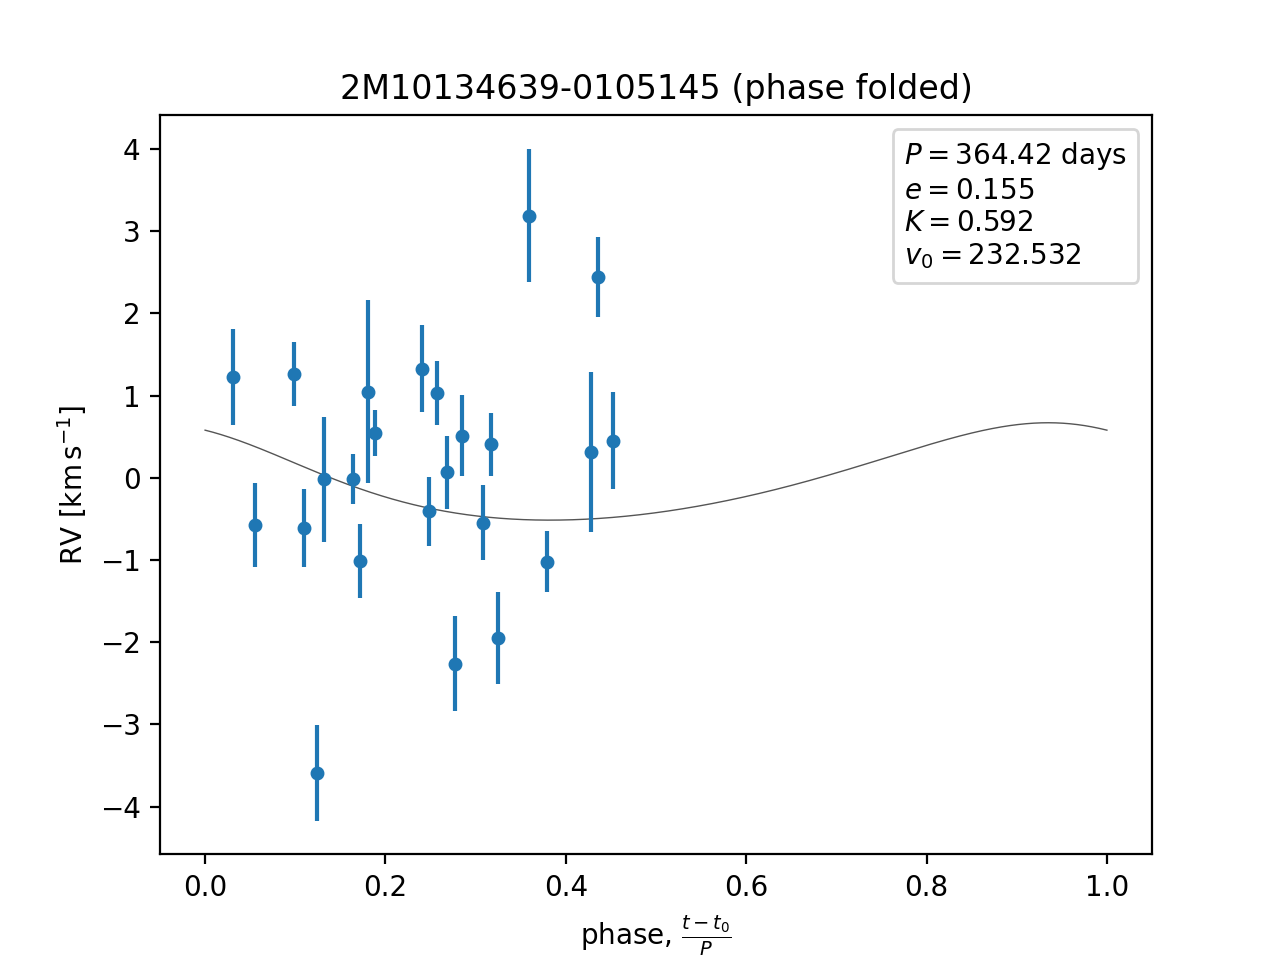 2M10134639-0105145 (phase folded)
P = 364.42 days
e = 0.155
K = 0.592
v₀ = 232.532
4
3
2
1
0
−1
−2
−3
−4
RV [km s⁻¹]
0.0 0.2 0.4 0.6 0.8 1.0
phase, (t − t₀)/P